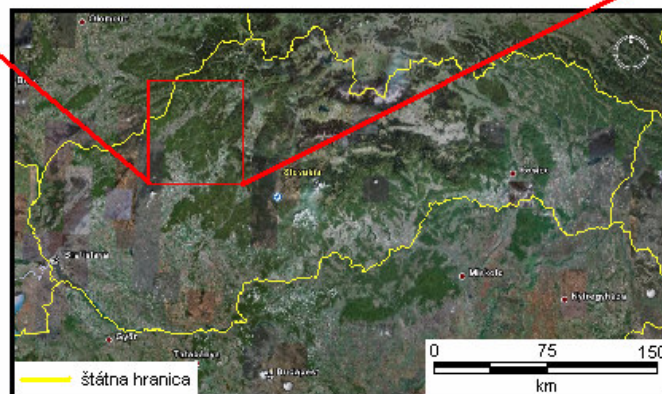 Olomouc
Slovakia
Košice
Bratislava
Miskolc
Nyíregyháza
Győr
Tatabánya
Budapest
štátna hranica
0 75 150
km